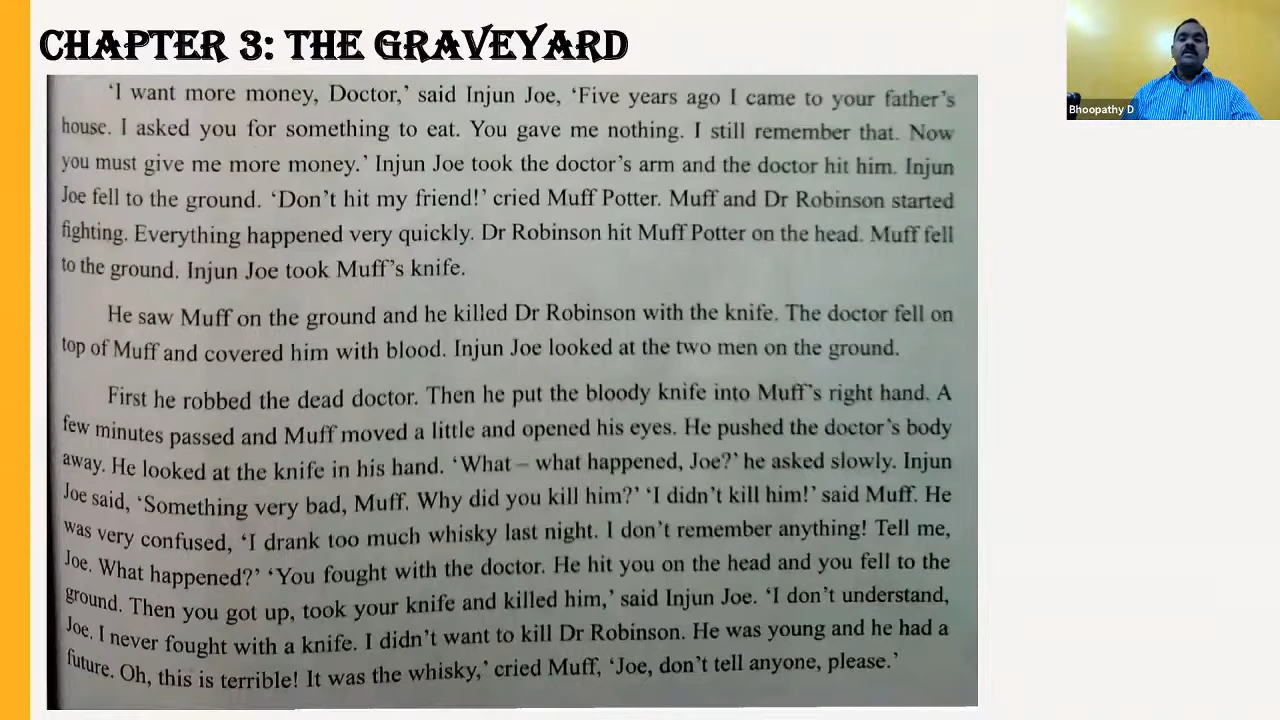 CHAPTER 3: THE GRAVEYARD
'I want more money, Doctor,' said Injun Joe, 'Five years ago I came to your father's
house. I asked you for something to eat. You gave me nothing. I still remember that. Now
you must give me more money.' Injun Joe took the doctor's arm and the doctor hit him. Injun
Joe fell to the ground. 'Don't hit my friend!' cried Muff Potter. Muff and Dr Robinson started
fighting. Everything happened very quickly. Dr Robinson hit Muff Potter on the head. Muff fell
to the ground. Injun Joe took Muff's knife.
He saw Muff on the ground and he killed Dr Robinson with the knife. The doctor fell on
top of Muff and covered him with blood. Injun Joe looked at the two men on the ground.
First he robbed the dead doctor. Then he put the bloody knife into Muff's right hand. A
few minutes passed and Muff moved a little and opened his eyes. He pushed the doctor's body
away. He looked at the knife in his hand. 'What – what happened, Joe?' he asked slowly. Injun
Joe said, 'Something very bad, Muff. Why did you kill him?' 'I didn't kill him!' said Muff. He
was very confused, 'I drank too much whisky last night. I don't remember anything! Tell me,
Joe. What happened?' 'You fought with the doctor. He hit you on the head and you fell to the
ground. Then you got up, took your knife and killed him,' said Injun Joe. 'I don't understand,
Joe. I never fought with a knife. I didn't want to kill Dr Robinson. He was young and he had a
future. Oh, this is terrible! It was the whisky,' cried Muff, 'Joe, don't tell anyone, please.'
Bhoopathy D